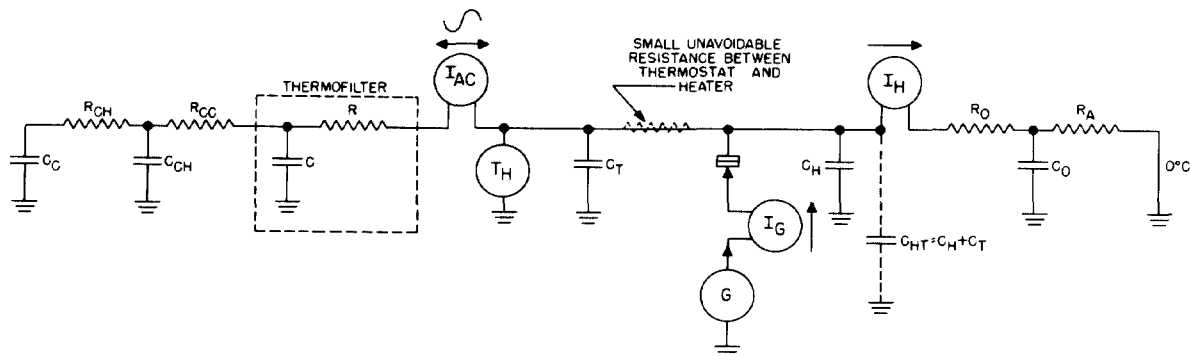 SMALL UNAVOIDABLE
RESISTANCE BETWEEN
THERMOSTAT AND
HEATER
THERMOFILTER
I_AC
I_H
R_CH
R_CC
R
R_O
R_A
C_C
C_CH
C
T_H
C_T
C_H
C_O
0°C
I_G
C_HT=C_H+C_T
G